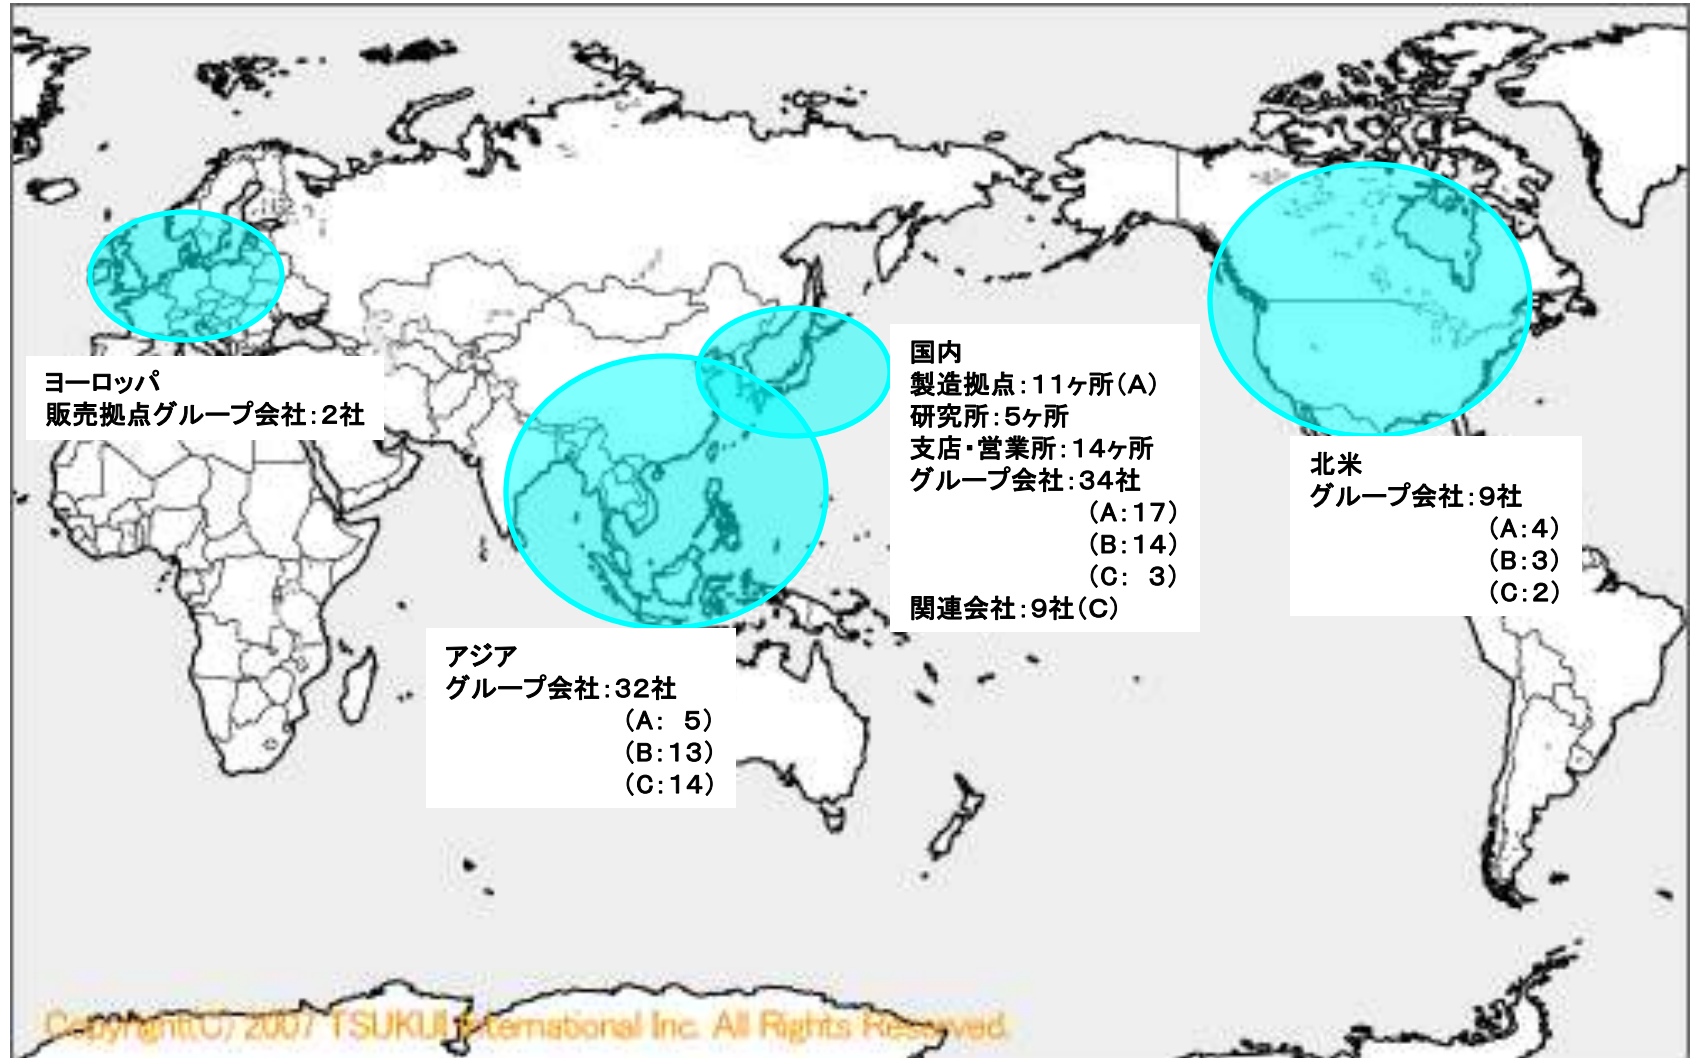 ヨーロッパ
販売拠点グループ会社：２社
国内
製造拠点：１１ヶ所（Ａ）
研究所：５ヶ所
支店・営業所：１４ヶ所
グループ会社：３４社
（Ａ：１７）
（Ｂ：１４）
（Ｃ：　３）
関連会社：９社（Ｃ）
北米
グループ会社：９社
（Ａ：４）
（Ｂ：３）
（Ｃ：２）
アジア
グループ会社：３２社
（Ａ：　５）
（Ｂ：１３）
（Ｃ：１４）
Copyright(C) 2007 TSUKUI International Inc. All Rights Reserved.